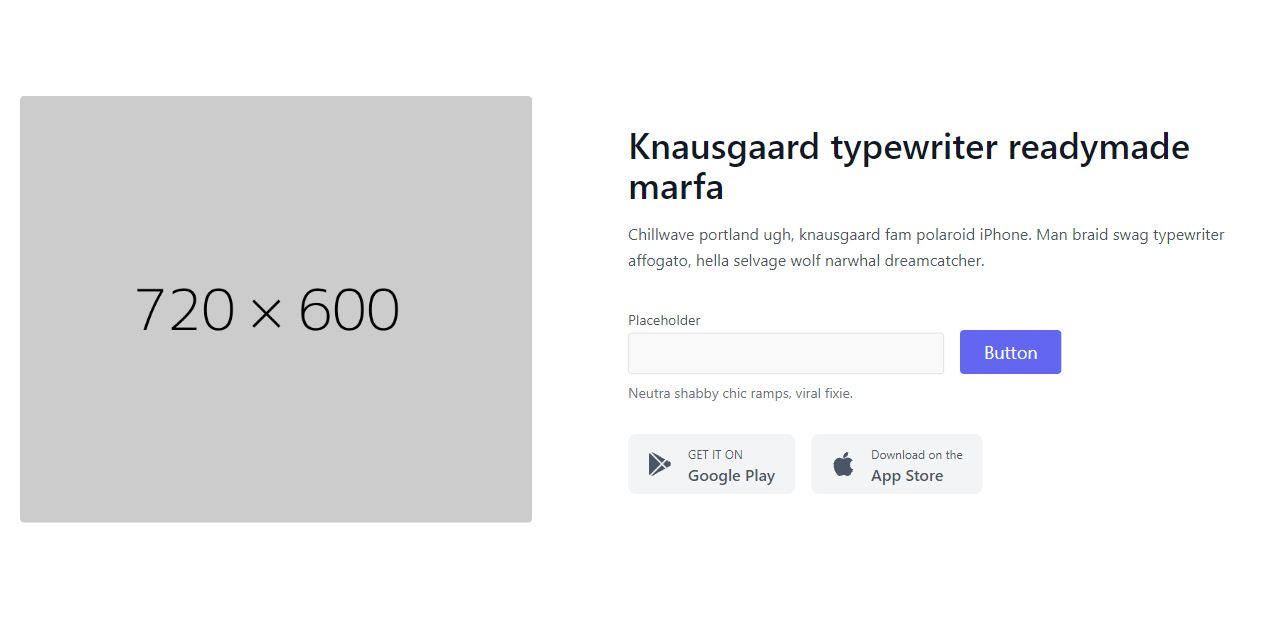 720 × 600
Knausgaard typewriter readymade
marfa
Chillwave portland ugh, knausgaard fam polaroid iPhone. Man braid swag typewriter
affogato, hella selvage wolf narwhal dreamcatcher.
Placeholder
Button
Neutra shabby chic ramps, viral fixie.
GET IT ON
Google Play
Download on the
App Store